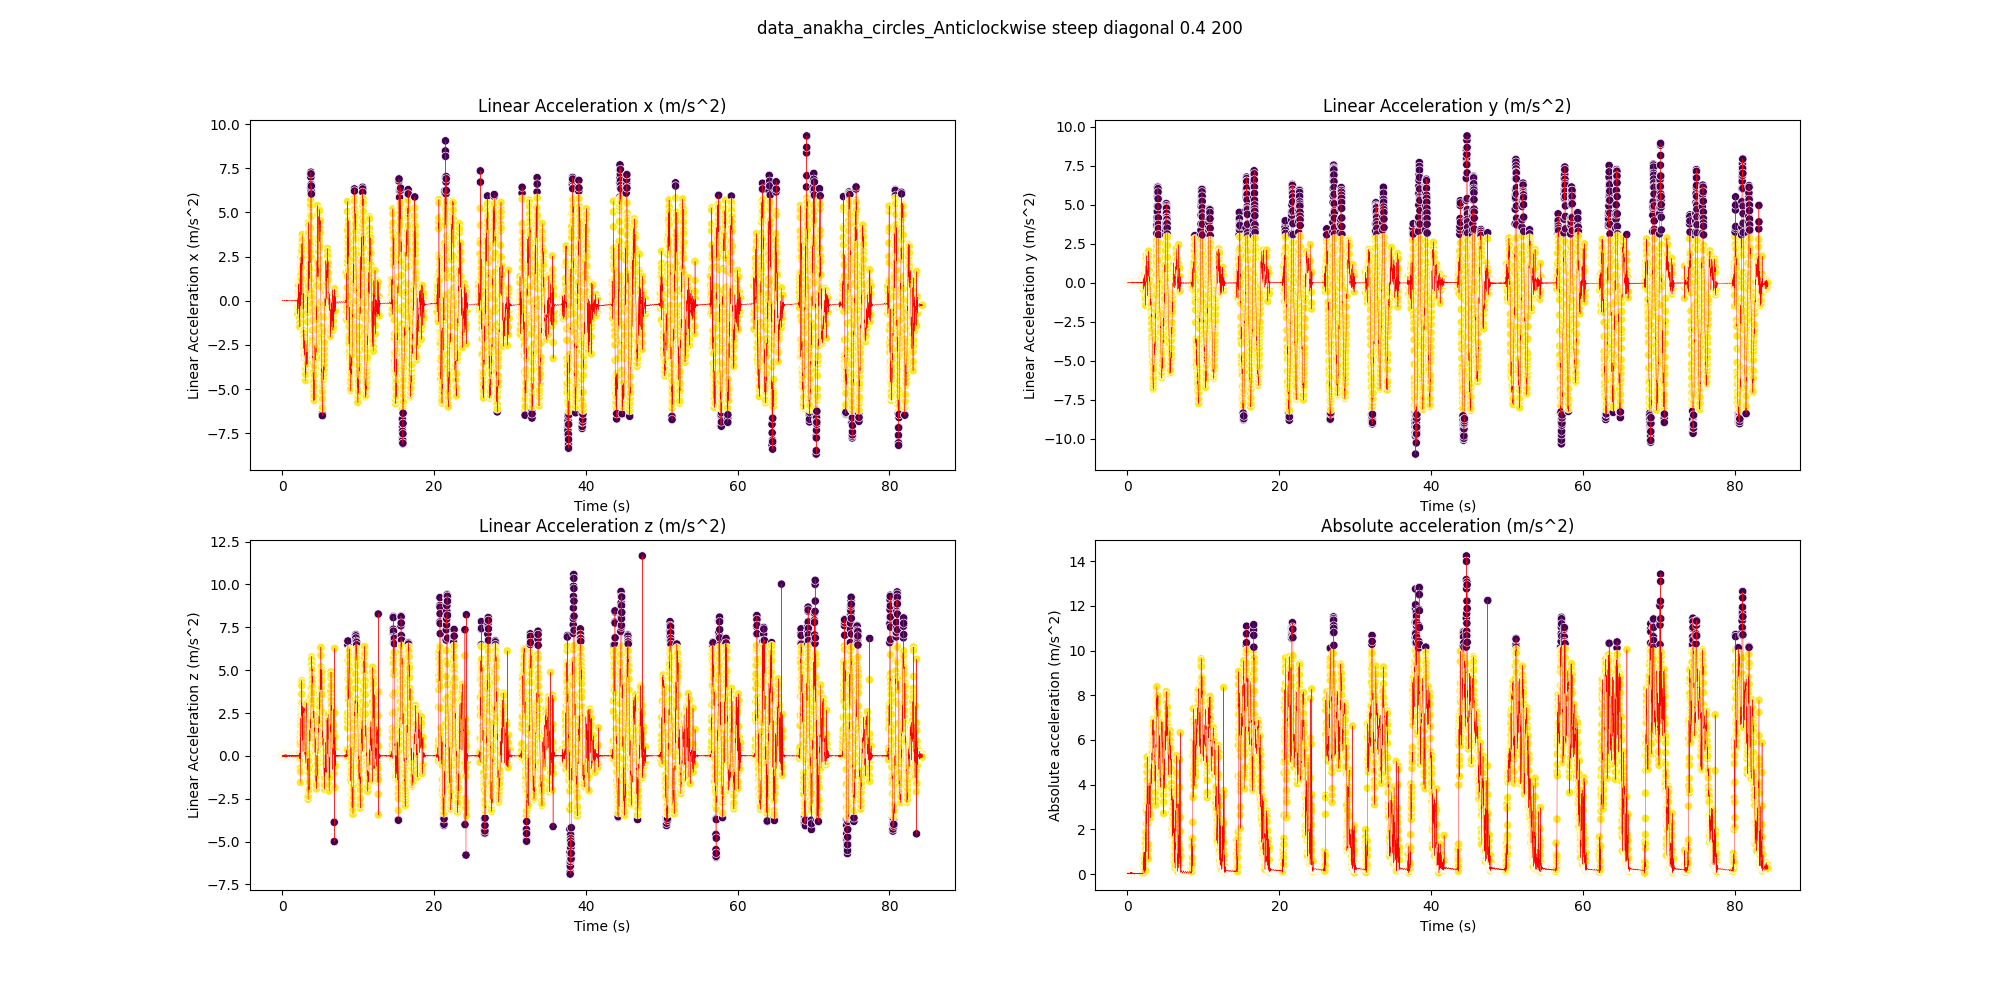 data_anakha_circles_Anticlockwise steep diagonal 0.4 200
Linear Acceleration x (m/s^2)
Linear Acceleration x (m/s^2)
10.0
7.5
5.0
2.5
0.0
−2.5
−5.0
−7.5
0 20 40 60 80
Time (s)
Linear Acceleration y (m/s^2)
Linear Acceleration y (m/s^2)
10.0
7.5
5.0
2.5
0.0
−2.5
−5.0
−7.5
−10.0
0 20 40 60 80
Time (s)
Linear Acceleration z (m/s^2)
Linear Acceleration z (m/s^2)
12.5
10.0
7.5
5.0
2.5
0.0
−2.5
−5.0
−7.5
0 20 40 60 80
Time (s)
Absolute acceleration (m/s^2)
Absolute acceleration (m/s^2)
14
12
10
8
6
4
2
0
0 20 40 60 80
Time (s)